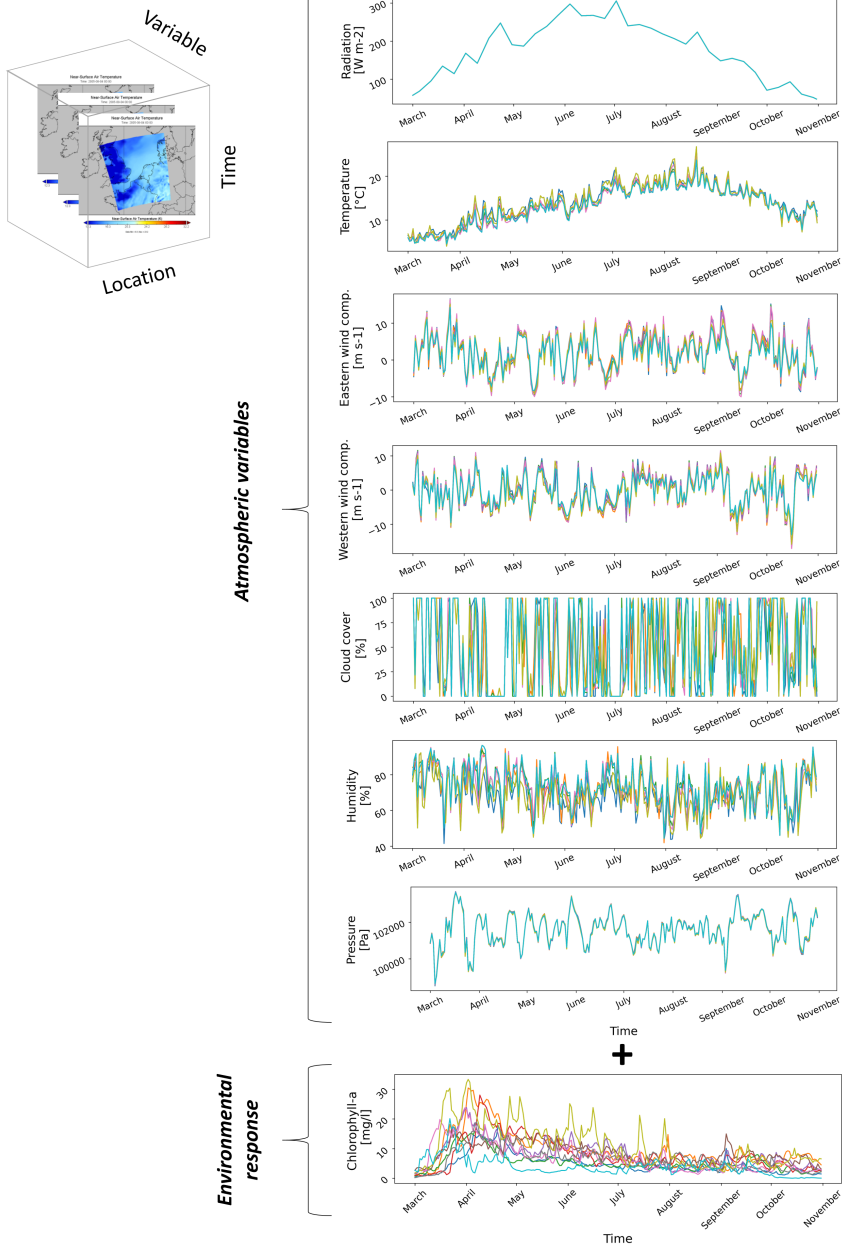 Variable
Near-Surface Air Temperature
Near-Surface Air Temperature
Near-Surface Air Temperature
Near-Surface Air Temperature (K)
Time
Location
Atmospheric variables
Radiation
[W m-2]
300
200
100
March April May June July August September October November
Temperature
[°C]
20
10
March April May June July August September October November
Eastern wind comp.
[m s-1]
10
0
−10
March April May June July August September October November
Western wind comp.
[m s-1]
10
0
−10
March April May June July August September October November
Cloud cover
[%]
100
75
50
25
0
March April May June July August September October November
Humidity
[%]
80
60
40
March April May June July August September October November
Pressure
[Pa]
102000
100000
March April May June July August September October November
Time
+
Environmental
response
Chlorophyll-a
[mg/l]
30
20
10
0
March April May June July August September October November
Time